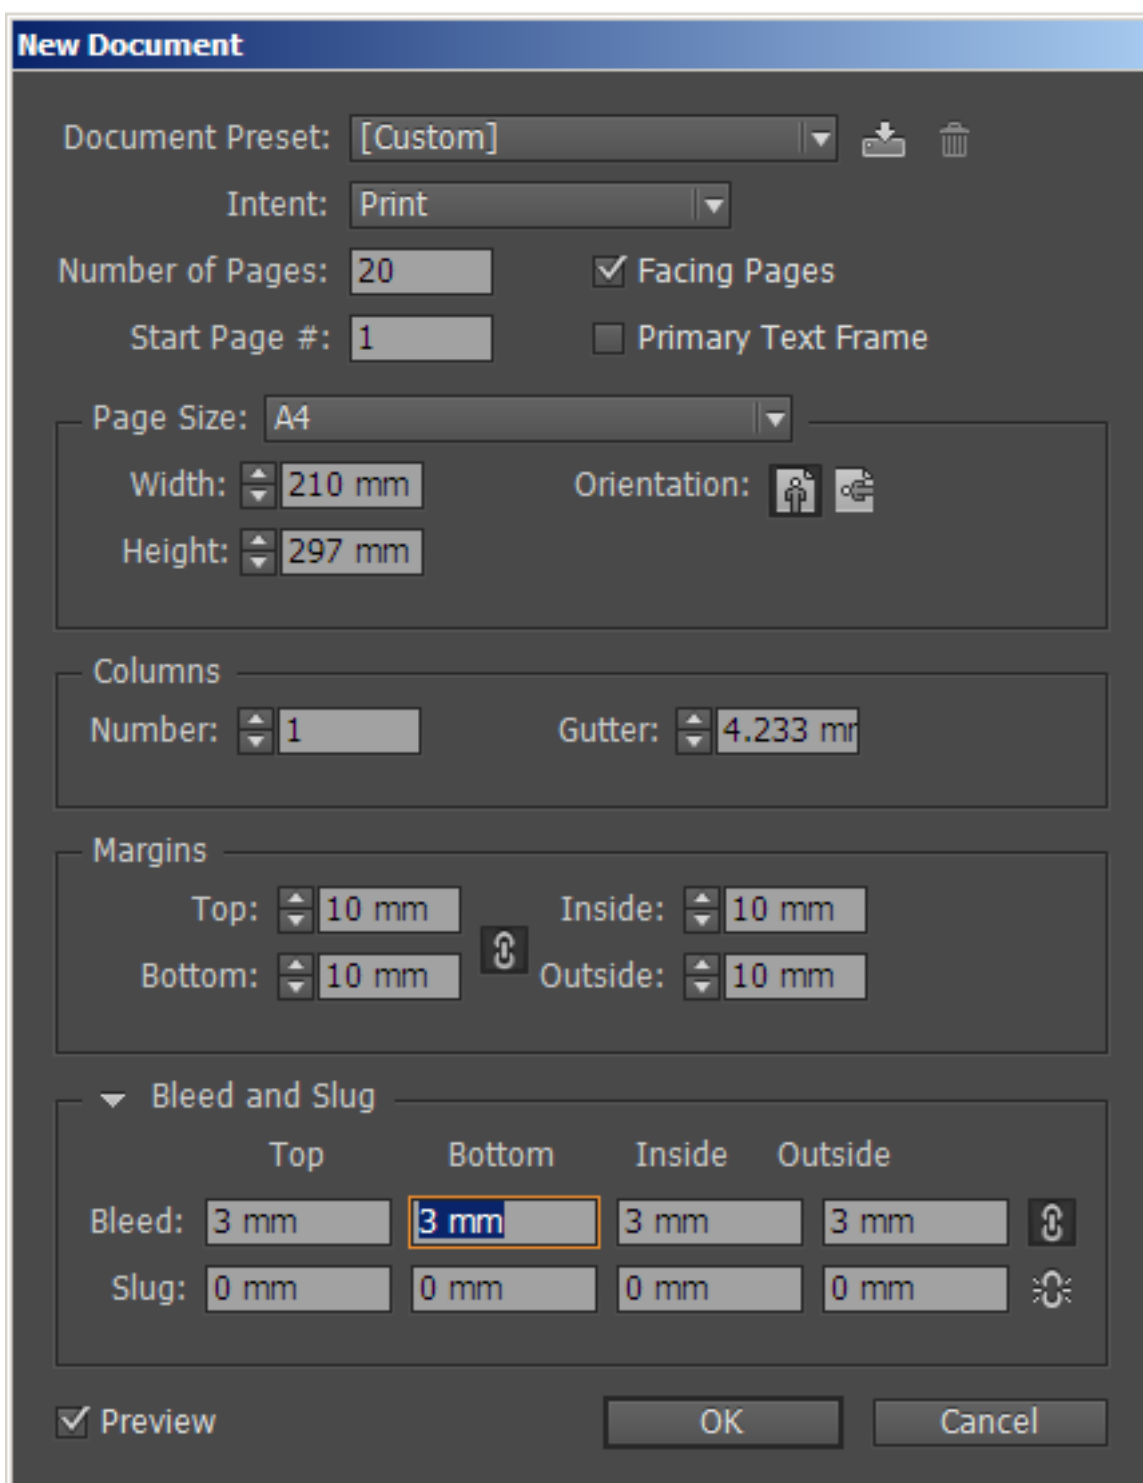 New Document
Document Preset: [Custom]
Intent: Print
Number of Pages: 20 Facing Pages
Start Page #: 1 Primary Text Frame
Page Size: A4
Width: 210 mm Orientation:
Height: 297 mm
Columns
Number: 1 Gutter: 4.233 mm
Margins
Top: 10 mm Inside: 10 mm
Bottom: 10 mm Outside: 10 mm
Bleed and Slug
Top Bottom Inside Outside
Bleed: 3 mm 3 mm 3 mm 3 mm
Slug: 0 mm 0 mm 0 mm 0 mm
Preview OK Cancel